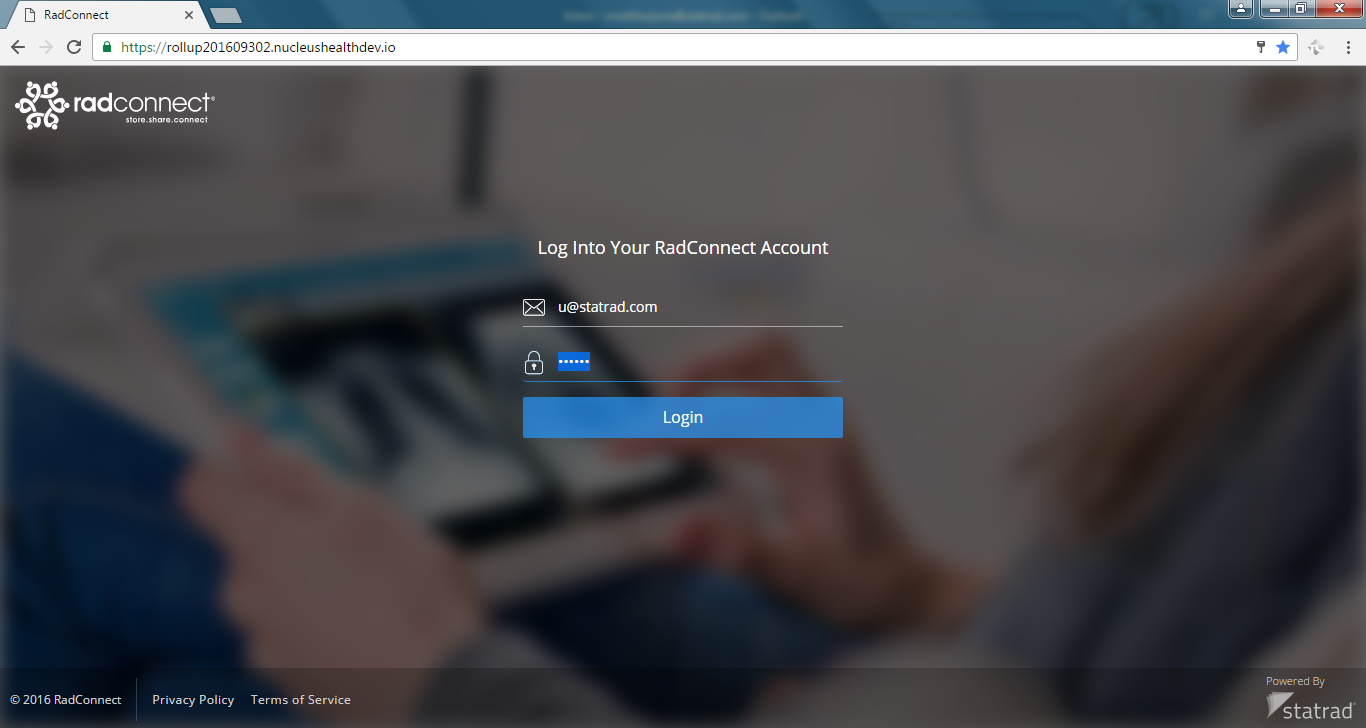 RadConnect
https://rollup201609302.nucleushealthdev.io
radconnect®
store.share.connect
Log Into Your RadConnect Account
u@statrad.com
••••••
Login
© 2016 RadConnect
Privacy Policy
Terms of Service
Powered By
statrad